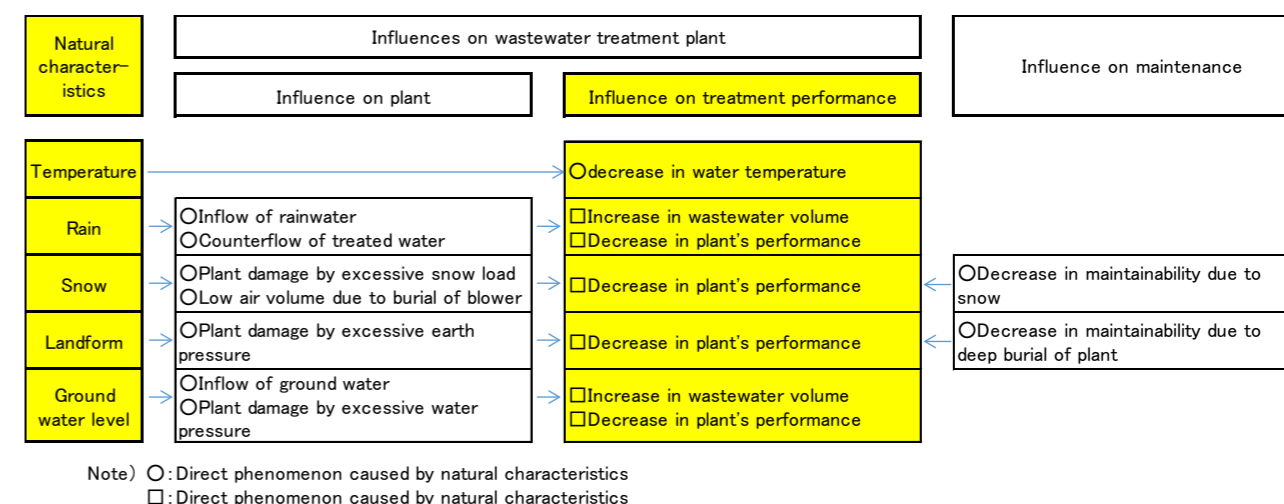 Natural
character-
istics
Influences on wastewater treatment plant
Influence on plant
Influence on treatment performance
Influence on maintenance
Temperature
○decrease in water temperature
Rain
○Inflow of rainwater
○Counterflow of treated water
□Increase in wastewater volume
□Decrease in plant's performance
Snow
○Plant damage by excessive snow load
○Low air volume due to burial of blower
□Decrease in plant's performance
○Decrease in maintainability due to
snow
Landform
○Plant damage by excessive earth
pressure
□Decrease in plant's performance
○Decrease in maintainability due to
deep burial of plant
Ground
water level
○Inflow of ground water
○Plant damage by excessive water
pressure
□Increase in wastewater volume
□Decrease in plant's performance
Note) ○:Direct phenomenon caused by natural characteristics
□:Direct phenomenon caused by natural characteristics